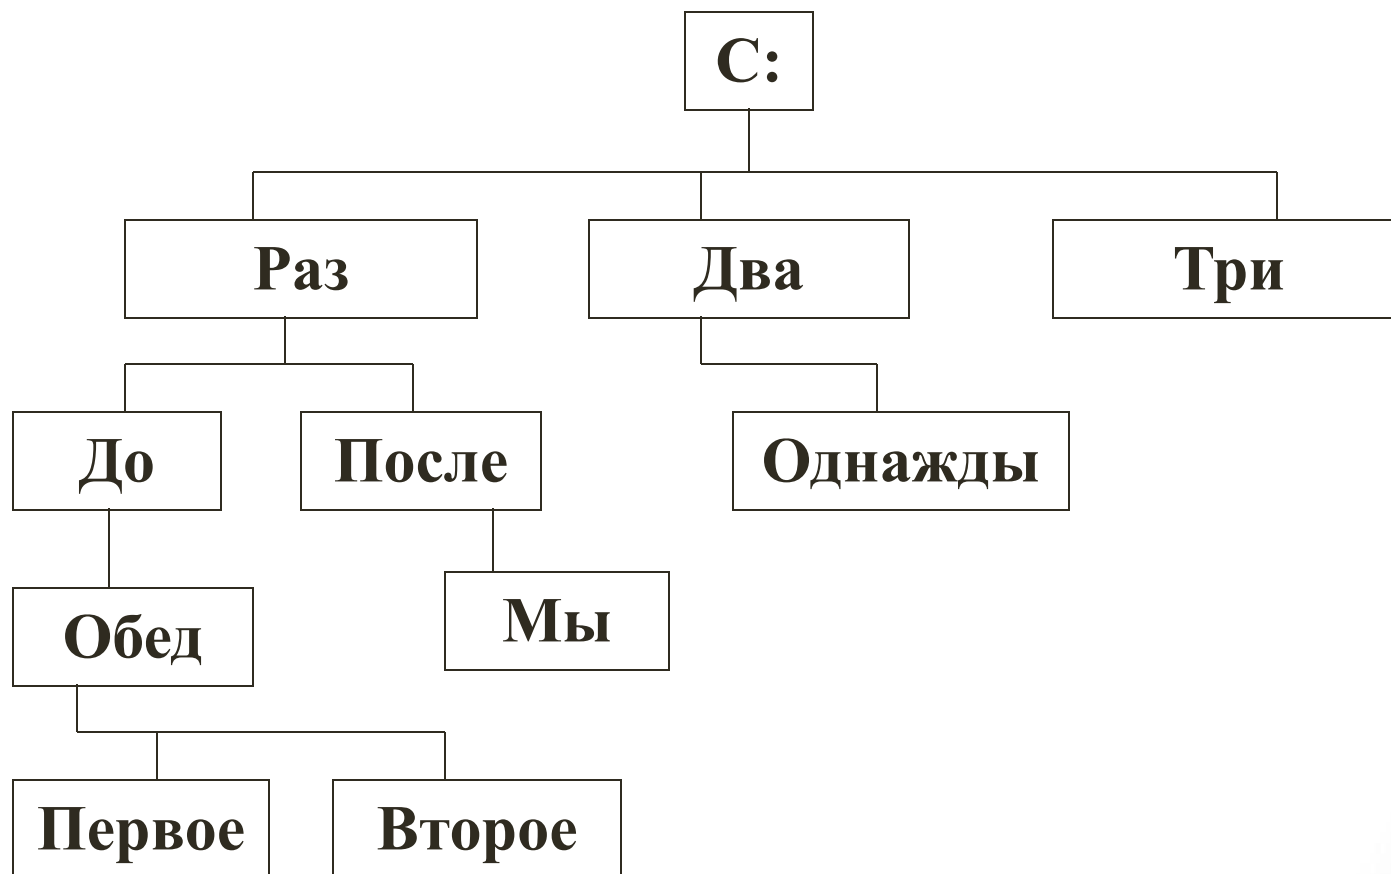 С:
Раз
Два
Три
До
После
Однажды
Обед
Мы
Первое
Второе